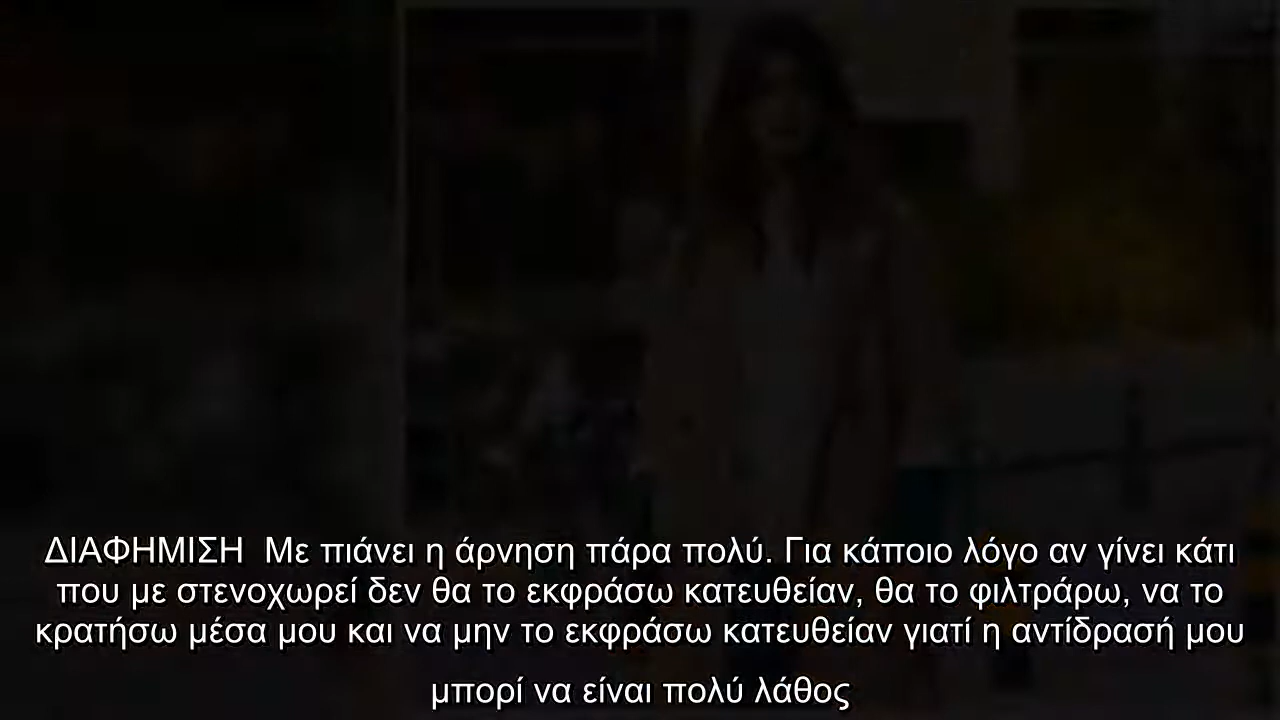 ΔΙΑΦΗΜΙΣΗ  Με πιάνει η άρνηση πάρα πολύ. Για κάποιο λόγο αν γίνει κάτι
που με στενοχωρεί δεν θα το εκφράσω κατευθείαν, θα το φιλτράρω, να το
κρατήσω μέσα μου και να μην το εκφράσω κατευθείαν γιατί η αντίδρασή μου
μπορί να είναι πολύ λάθος